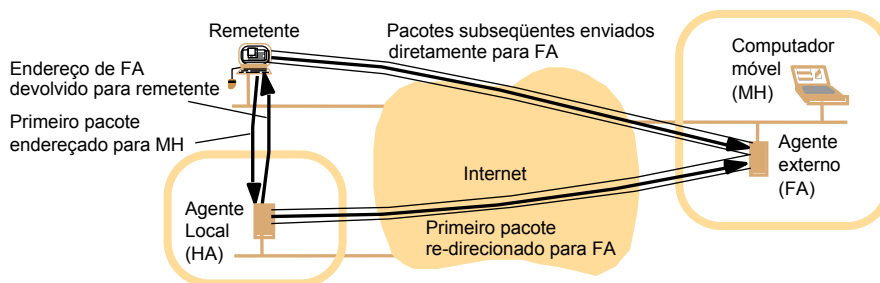 Remetente
Pacotes subseqüentes enviados
diretamente para FA
Computador
móvel
(MH)
Endereço de FA
devolvido para remetente
Primeiro pacote
endereçado para MH
Agente
externo
(FA)
Internet
Agente
Local
(HA)
Primeiro pacote
re-direcionado para FA